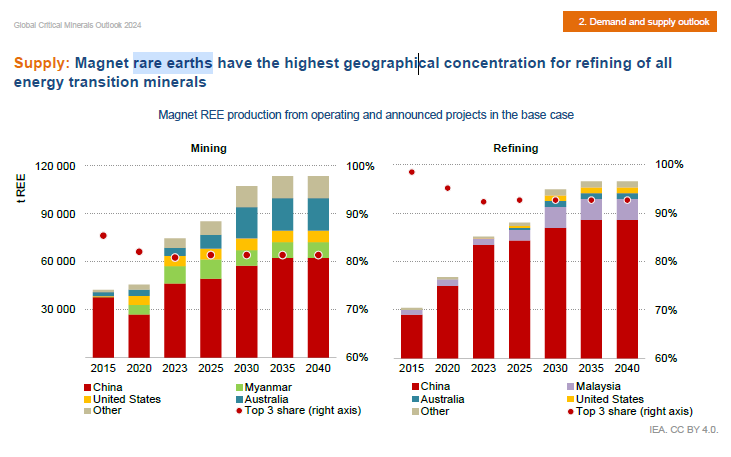 Global Critical Minerals Outlook 2024
2. Demand and supply outlook
Supply: Magnet rare earths have the highest geographical concentration for refining of all
energy transition minerals
Magnet REE production from operating and announced projects in the base case
Mining
t REE
120 000
90 000
60 000
30 000
100%
90%
80%
70%
60%
2015 2020 2023 2025 2030 2035 2040
China
Myanmar
United States
Australia
Other
Top 3 share (right axis)
Refining
100%
90%
80%
70%
60%
2015 2020 2023 2025 2030 2035 2040
China
Malaysia
Australia
United States
Other
Top 3 share (right axis)
IEA. CC BY 4.0.